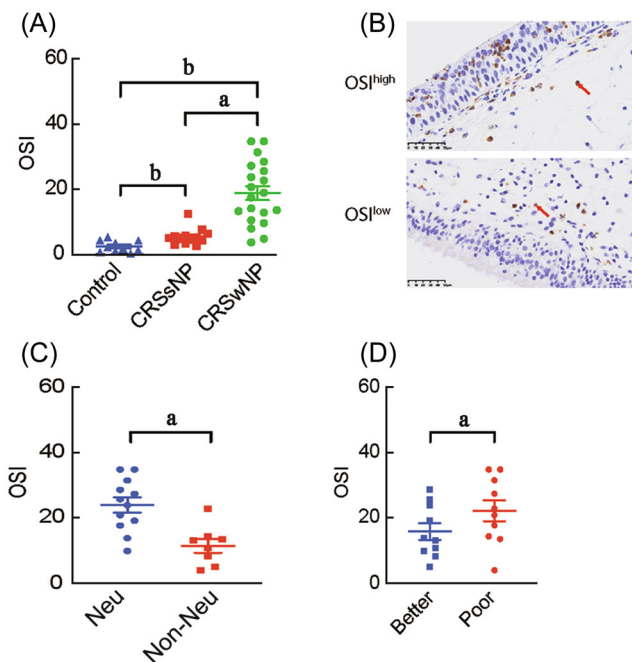 (A)
60
40
20
0
OSI
b
a
b
Control
CRSsNP
CRSwNP
(B)
OSIhigh
OSIlow
(C)
60
40
20
0
OSI
a
Neu
Non-Neu
(D)
60
40
20
0
OSI
a
Better
Poor